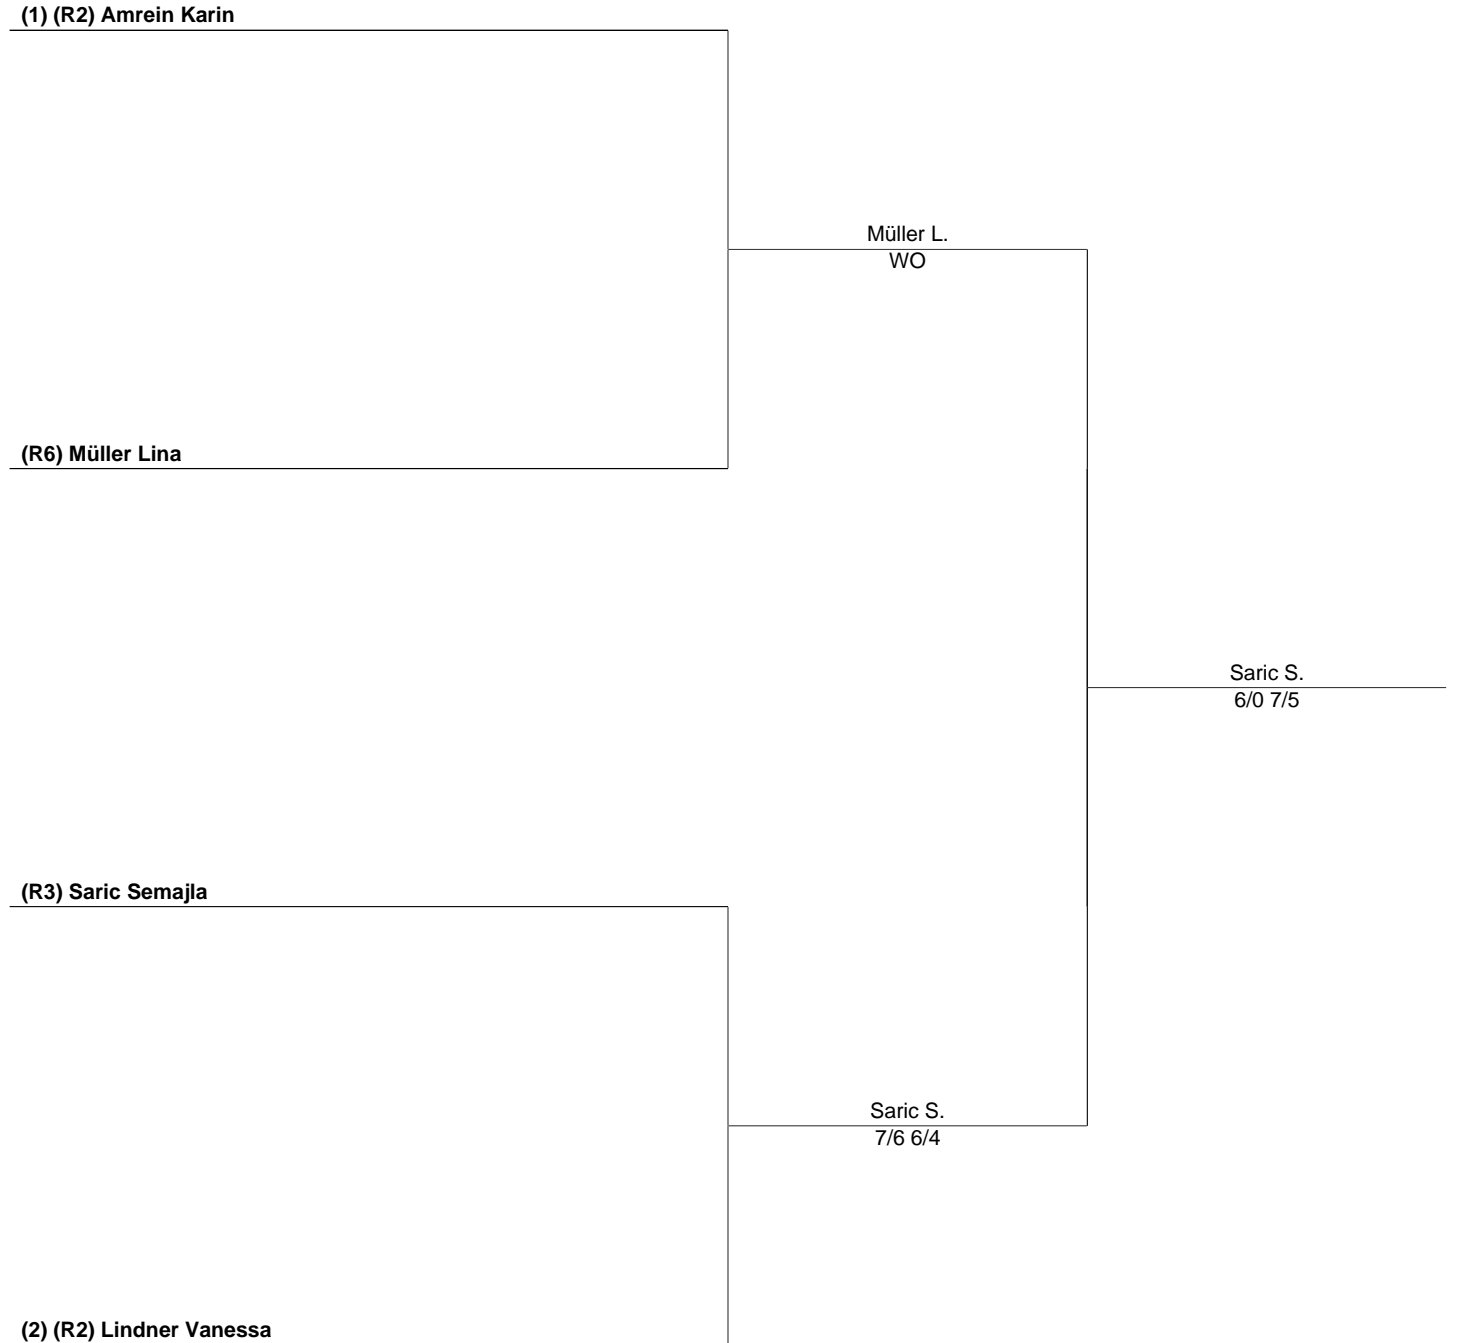 (1) (R2) Amrein Karin
Müller L.
WO
(R6) Müller Lina
Saric S.
6/0 7/5
(R3) Saric Semajla
Saric S.
7/6 6/4
(2) (R2) Lindner Vanessa